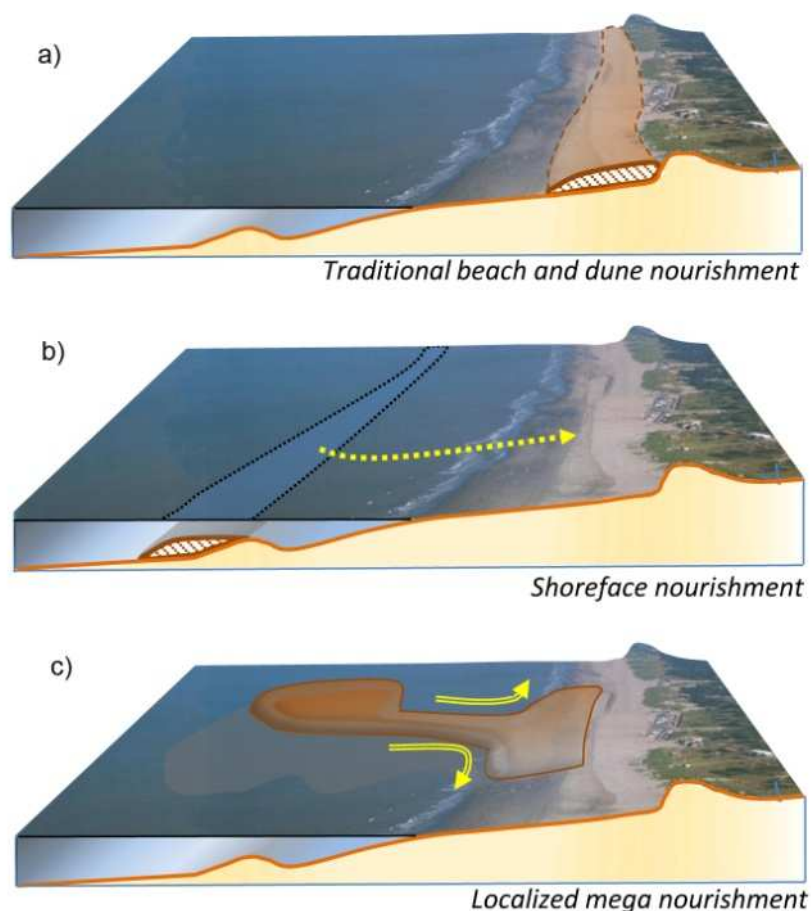 a)
Traditional beach and dune nourishment
b)
Shoreface nourishment
c)
Localized mega nourishment